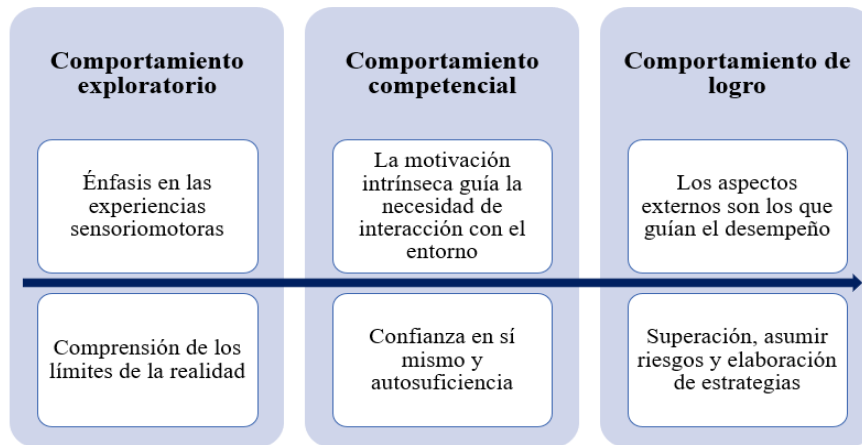 Comportamiento
exploratorio
Énfasis en las
experiencias
sensoriomotoras
Comprensión de los
límites de la realidad
Comportamiento
competencial
La motivación
intrínseca guía la
necesidad de
interacción con el
entorno
Confianza en sí
mismo y
autosuficiencia
Comportamiento de
logro
Los aspectos
externos son los que
guían el desempeño
Superación, asumir
riesgos y elaboración
de estrategias